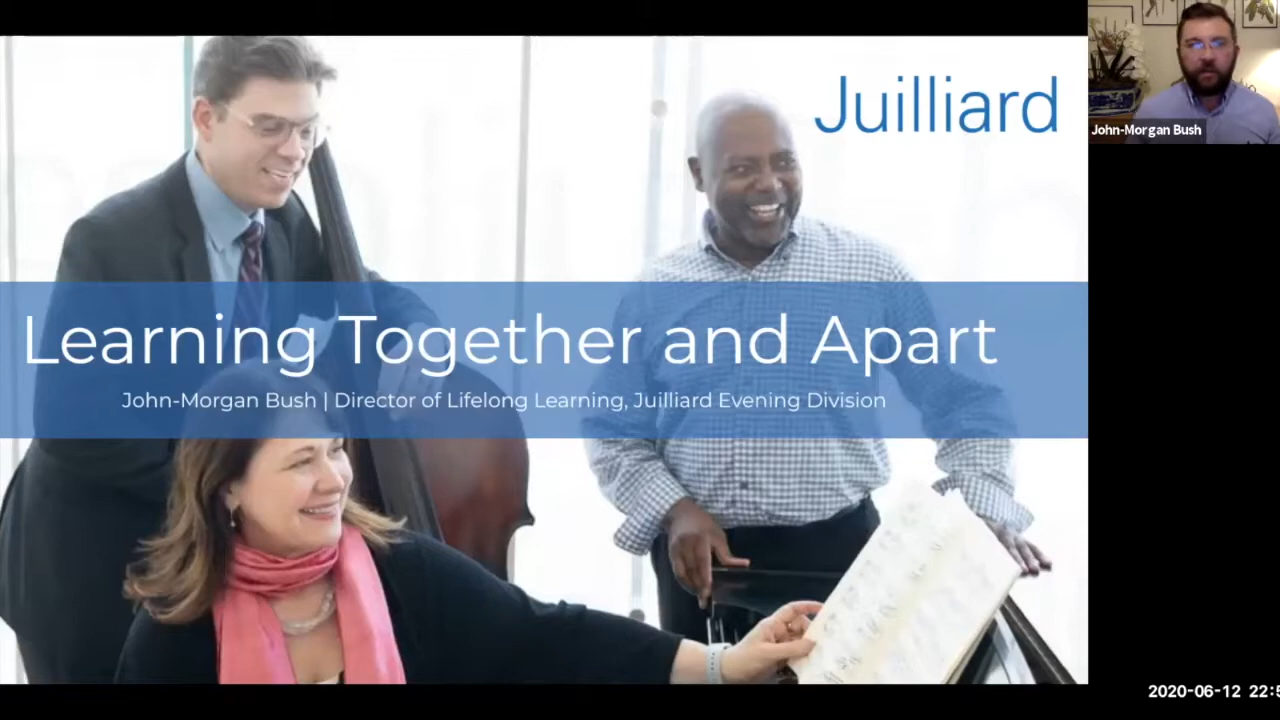 Juilliard
John-Morgan Bush
Learning Together and Apart
John-Morgan Bush | Director of Lifelong Learning, Juilliard Evening Division
2020-06-12 22:5